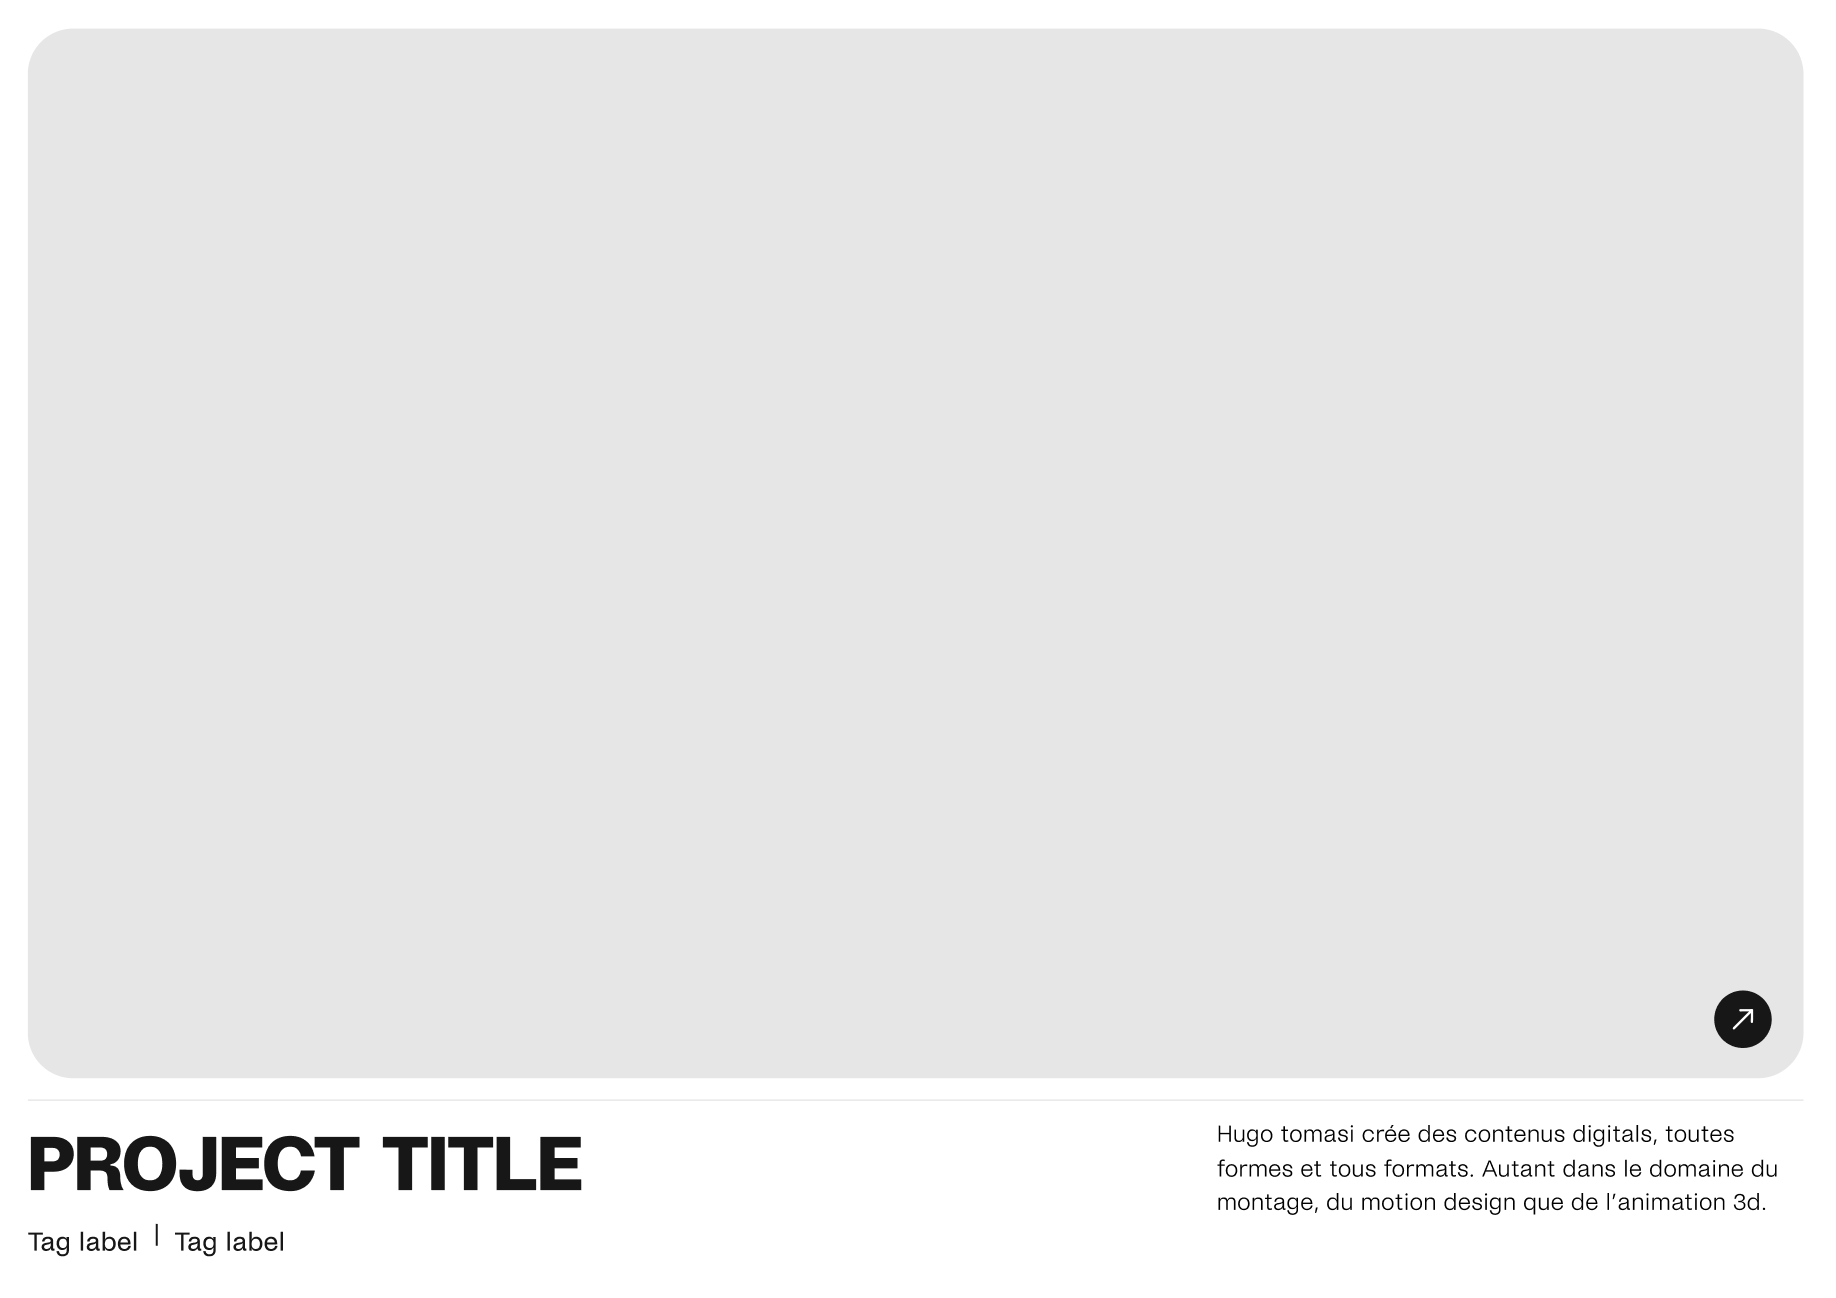 PROJECT TITLE
Hugo tomasi crée des contenus digitals, toutes
formes et tous formats. Autant dans le domaine du
montage, du motion design que de l’animation 3d.
Tag label | Tag label